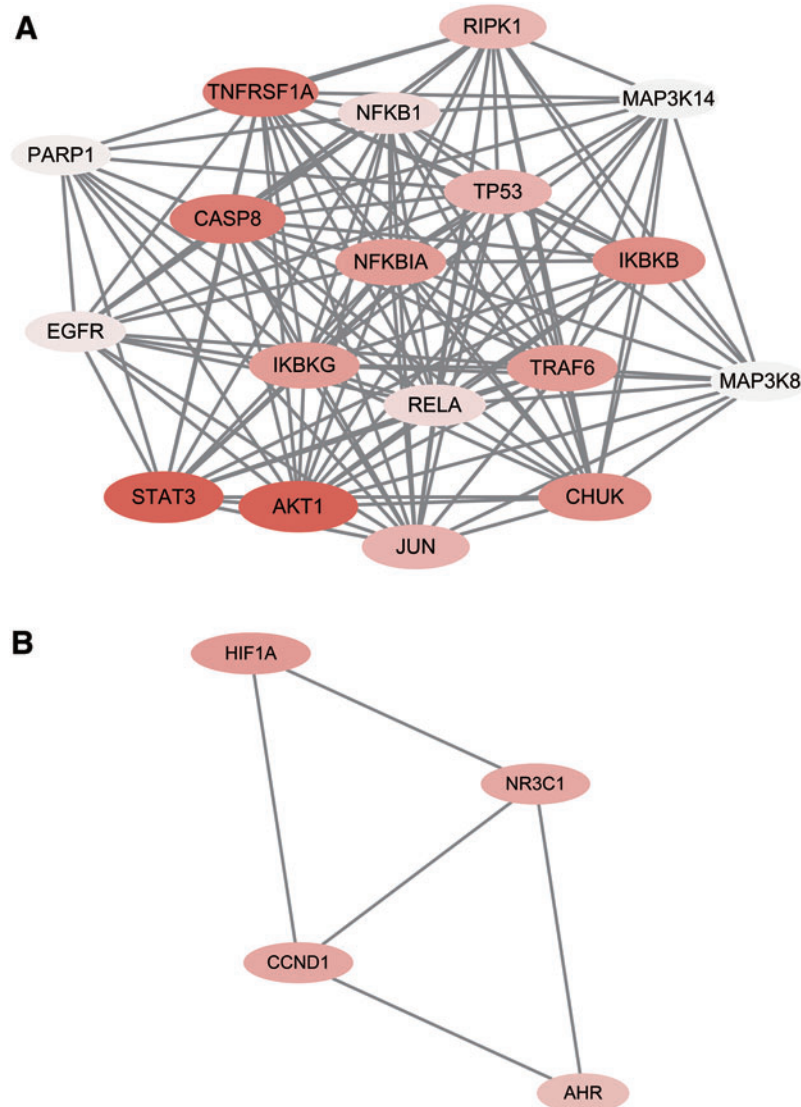 A
RIPK1
TNFRSF1A
MAP3K14
NFKB1
PARP1
TP53
CASP8
NFKBIA
IKBKB
EGFR
IKBKG
TRAF6
MAP3K8
RELA
STAT3
AKT1
CHUK
JUN
B
HIF1A
NR3C1
CCND1
AHR